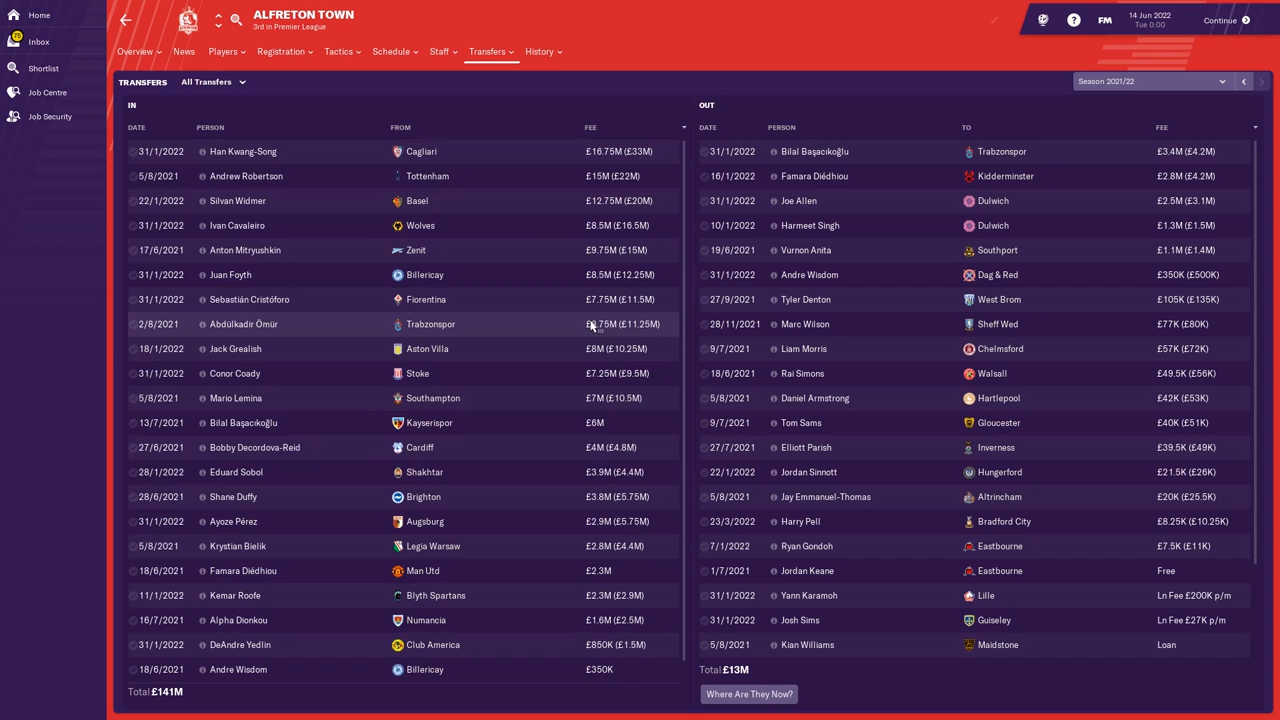 Home
75
Inbox
Shortlist
Job Centre
Job Security
ALFRETON TOWN
3rd in Premier League
? FM 14 Jun 2022
Tue 0:00
Continue
Overview News Players Registration Tactics Schedule Staff Transfers History
TRANSFERS All Transfers Season 2021/22
IN
DATE PERSON FROM FEE
31/1/2022 Han Kwang-Song Cagliari £16.75M (£33M)
5/8/2021 Andrew Robertson Tottenham £15M (£22M)
22/1/2022 Silvan Widmer Basel £12.75M (£20M)
31/1/2022 Ivan Cavaleiro Wolves £8.5M (£16.5M)
17/6/2021 Anton Mitryushkin Zenit £9.75M (£15M)
31/1/2022 Juan Foyth Billericay £8.5M (£12.25M)
31/1/2022 Sebastián Cristóforo Fiorentina £7.75M (£11.5M)
2/8/2021 Abdülkadir Ömür Trabzonspor (£11.25M)
18/1/2022 Jack Grealish Aston Villa £8M (£10.25M)
31/1/2022 Conor Coady Stoke £7.25M (£9.5M)
5/8/2021 Mario Lemina Southampton £7M (£10.5M)
13/7/2021 Bilal Başacıkoğlu Kayserispor £6M
27/6/2021 Bobby Decordova-Reid Cardiff £4M (£4.8M)
28/1/2022 Eduard Sobol Shakhtar £3.9M (£4.4M)
28/6/2021 Shane Duffy Brighton £3.8M (£5.75M)
31/1/2022 Ayoze Pérez Augsburg £2.9M (£5.75M)
5/8/2021 Krystian Bielik Legia Warsaw £2.8M (£4.4M)
18/6/2021 Famara Diédhiou Man Utd £2.3M
11/1/2022 Kemar Roofe Blyth Spartans £2.3M (£2.9M)
16/7/2021 Alpha Dionkou Numancia £1.6M (£2.5M)
31/1/2022 DeAndre Yedlin Club America £850K (£1.5M)
18/6/2021 Andre Wisdom Billericay £350K
Total £141M
OUT
DATE PERSON TO FEE
31/1/2022 Bilal Başacıkoğlu Trabzonspor £3.4M (£4.2M)
16/1/2022 Famara Diédhiou Kidderminster £2.8M (£4.2M)
31/1/2022 Joe Allen Dulwich £2.5M (£3.1M)
10/1/2022 Harmeet Singh Dulwich £1.3M (£1.5M)
19/6/2021 Vurnon Anita Southport £1.1M (£1.4M)
31/1/2022 Andre Wisdom Dag & Red £350K (£500K)
27/9/2021 Tyler Denton West Brom £105K (£135K)
28/11/2021 Marc Wilson Sheff Wed £77K (£80K)
9/7/2021 Liam Morris Chelmsford £57K (£72K)
18/6/2021 Rai Simons Walsall £49.5K (£56K)
5/8/2021 Daniel Armstrong Hartlepool £42K (£53K)
9/7/2021 Tom Sams Gloucester £40K (£51K)
27/7/2021 Elliott Parish Inverness £39.5K (£49K)
22/1/2022 Jordan Sinnott Hungerford £21.5K (£26K)
5/8/2021 Jay Emmanuel-Thomas Altrincham £20K (£25.5K)
23/3/2022 Harry Pell Bradford City £8.25K (£10.25K)
7/1/2022 Ryan Gondoh Eastbourne £7.5K (£11K)
1/7/2021 Jordan Keane Eastbourne Free
31/1/2022 Yann Karamoh Lille Ln Fee £200K p/m
31/1/2022 Josh Sims Guiseley Ln Fee £27K p/m
5/8/2021 Kian Williams Maidstone Loan
Total £13M
Where Are They Now?